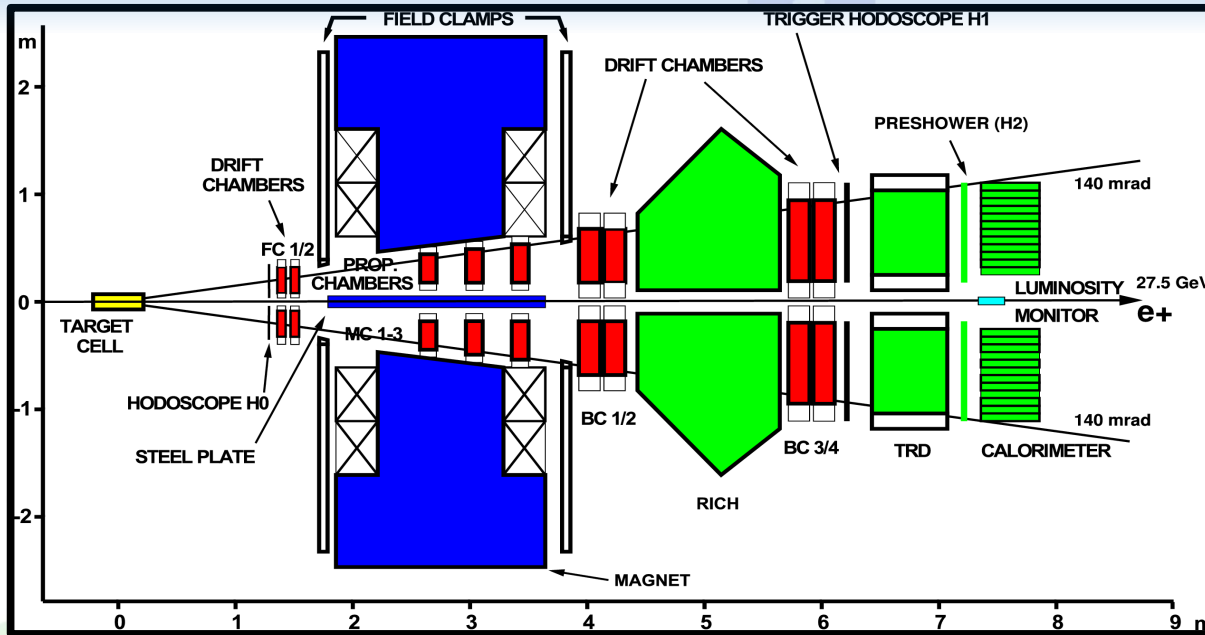 FIELD CLAMPS
TRIGGER HODOSCOPE H1
m
DRIFT CHAMBERS
2
PRESHOWER (H2)
DRIFT
CHAMBERS
1
140 mrad
FC 1/2
PROP.
CHAMBERS
0
27.5 GeV
LUMINOSITY
MONITOR
e+
TARGET
CELL
MC 1-3
HODOSCOPE H0
-1
BC 1/2
140 mrad
STEEL PLATE
BC 3/4
TRD
CALORIMETER
RICH
-2
MAGNET
0 1 2 3 4 5 6 7 8 9 m